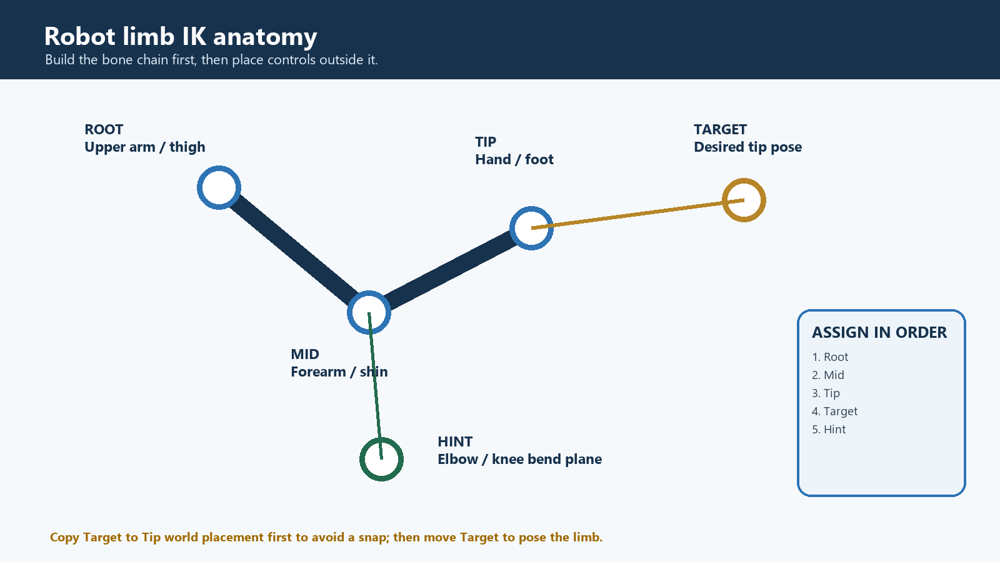 Robot limb IK anatomy
Build the bone chain first, then place controls outside it.
ROOT
Upper arm / thigh
TIP
Hand / foot
TARGET
Desired tip pose
MID
Forearm / shin
HINT
Elbow / knee bend plane
ASSIGN IN ORDER
1. Root
2. Mid
3. Tip
4. Target
5. Hint
Copy Target to Tip world placement first to avoid a snap; then move Target to pose the limb.